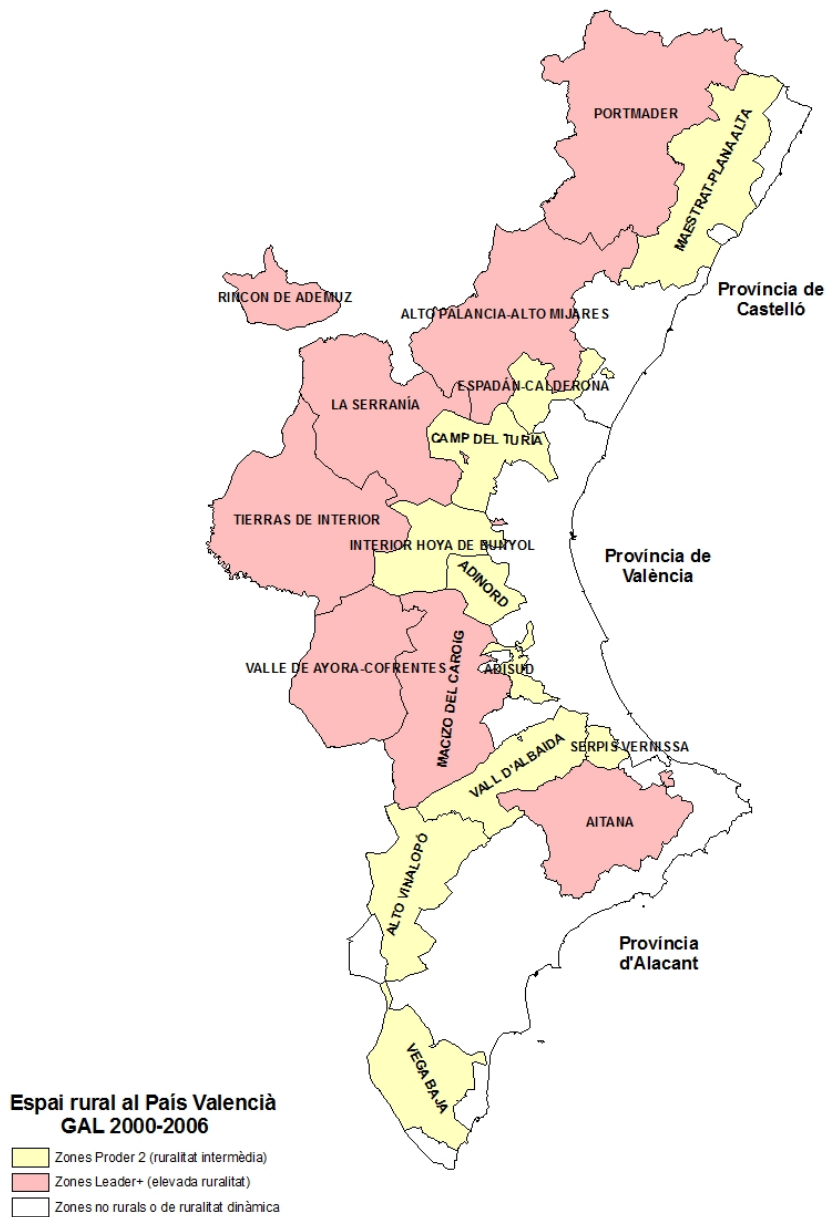 PORTMADER
MAESTRAT-PLANA ALTA
Província de
Castelló
RINCON DE ADEMUZ
ALTO PALANCIA-ALTO MIJARES
ESPADÁN-CALDERONA
LA SERRANÍA
CAMP DEL TURIA
TIERRAS DE INTERIOR
INTERIOR HOYA DE BUNYOL
Província de
València
ADINORD
VALLE DE AYORA-COFRENTES
MACIZO DEL CAROIG
ADISUD
SERPIS VERNISSA
VALL D'ALBAIDA
AITANA
ALTO VINALOPÓ
Província
d'Alacant
VEGA BAJA
Espai rural al País Valencià
GAL 2000-2006
Zones Proder 2 (ruralitat intermèdia)
Zones Leader+ (elevada ruralitat)
Zones no rurals o de ruralitat dinàmica